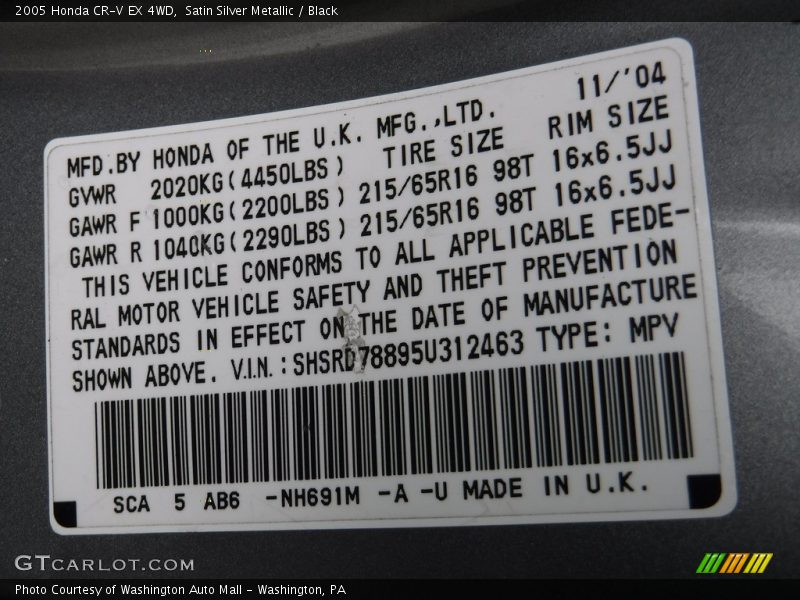 2005 Honda CR-V EX 4WD,  Satin Silver Metallic / Black
11/'04
MFD.BY HONDA OF THE U.K. MFG.,LTD.
GVWR 2020KG(4450LBS) TIRE SIZE RIM SIZE
GAWR F 1000KG(2200LBS) 215/65R16 98T 16x6.5JJ
GAWR R 1040KG(2290LBS) 215/65R16 98T 16x6.5JJ
THIS VEHICLE CONFORMS TO ALL APPLICABLE FEDE-
RAL MOTOR VEHICLE SAFETY AND THEFT PREVENTION
STANDARDS IN EFFECT ON THE DATE OF MANUFACTURE
SHOWN ABOVE. V.I.N.:SHSRD78895U312463 TYPE: MPV
SCA 5 AB6 -NH691M -A -U MADE IN U.K.
GTCARLOT.COM
Photo Courtesy of Washington Auto Mall - Washington, PA